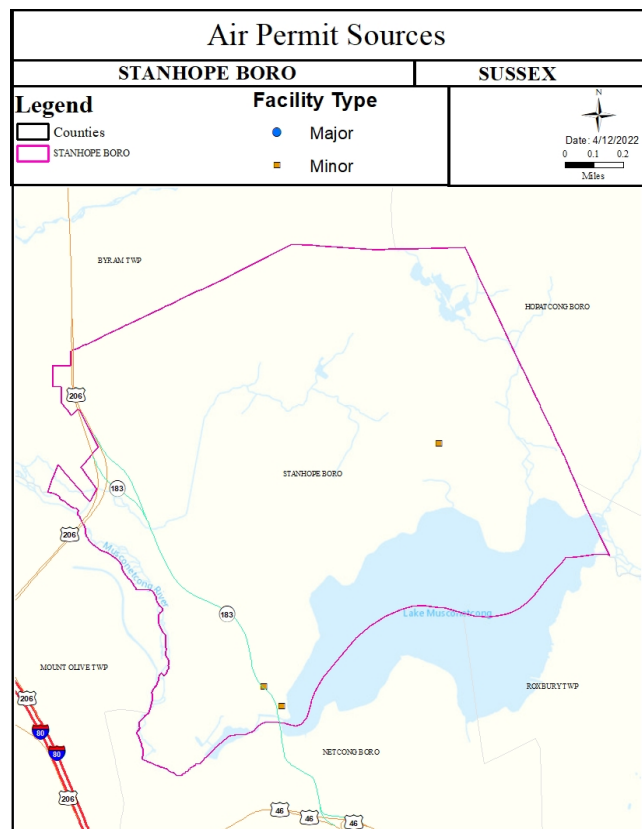 Air Permit Sources
STANHOPE BORO
SUSSEX
Legend
Counties
STANHOPE BORO
Facility Type
Major
Minor
N
Date: 4/12/2022
0 0.1 0.2
Miles
BYRAM TWP
HOPATCONG BORO
206
STANHOPE BORO
183
206
Musconetcong River
183
Lake Musconetcong
MOUNT OLIVE TWP
ROXBURY TWP
206
80
80
NETCONG BORO
206
46
46
46